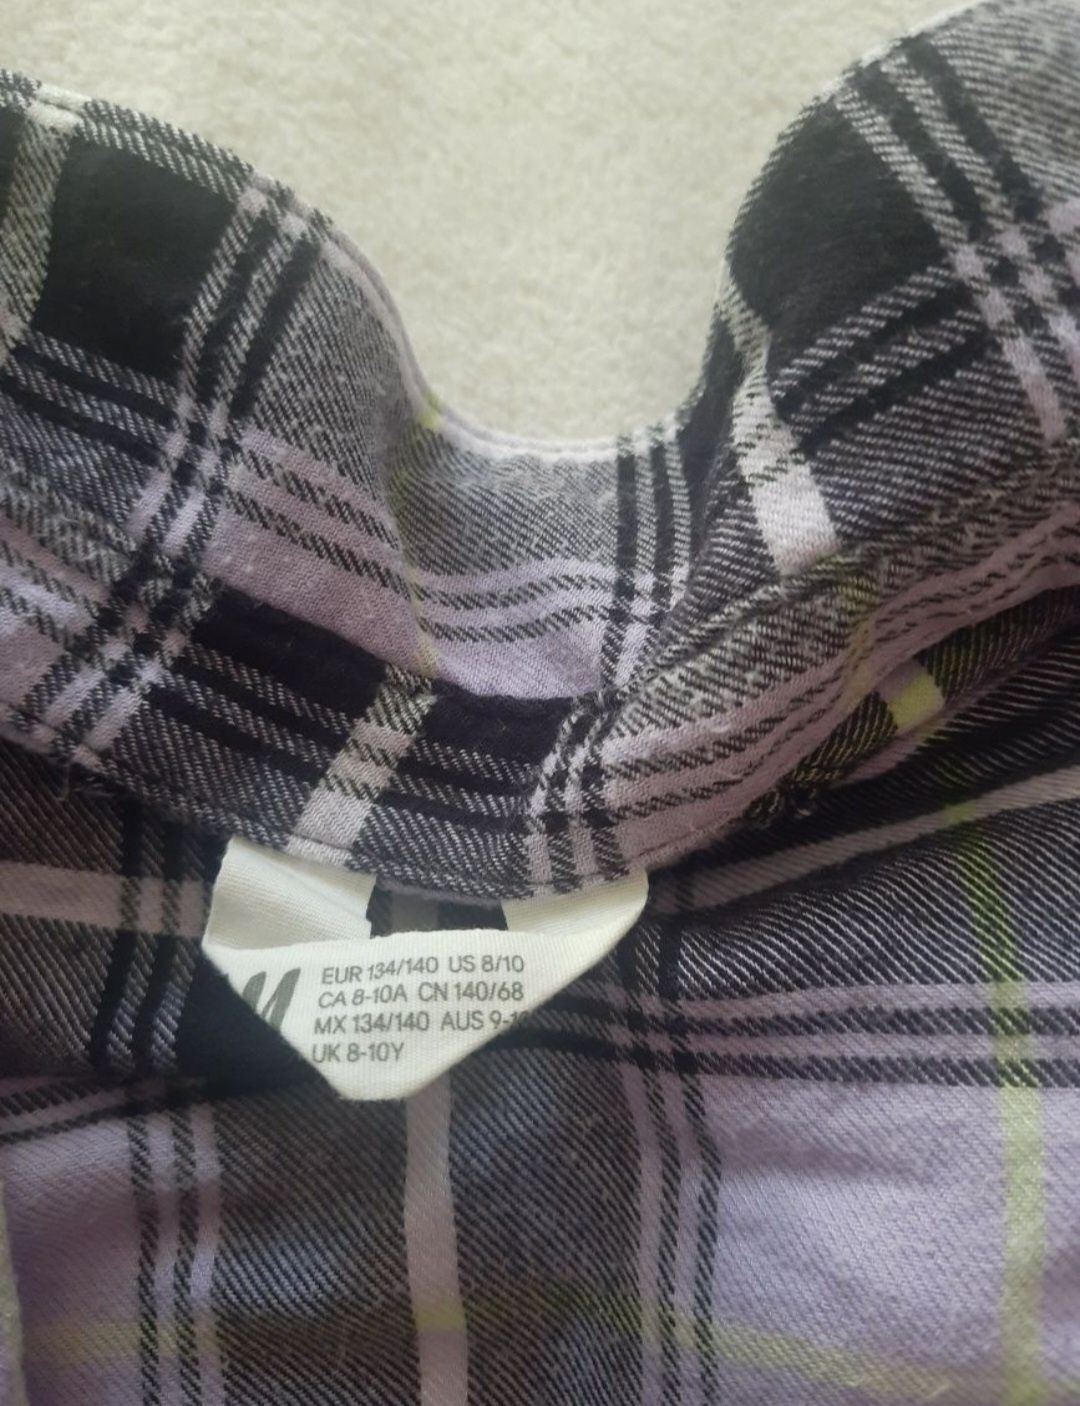 EUR 134/140 US 8/10
CA 8-10A CN 140/68
MX 134/140 AUS
UK 8-10Y